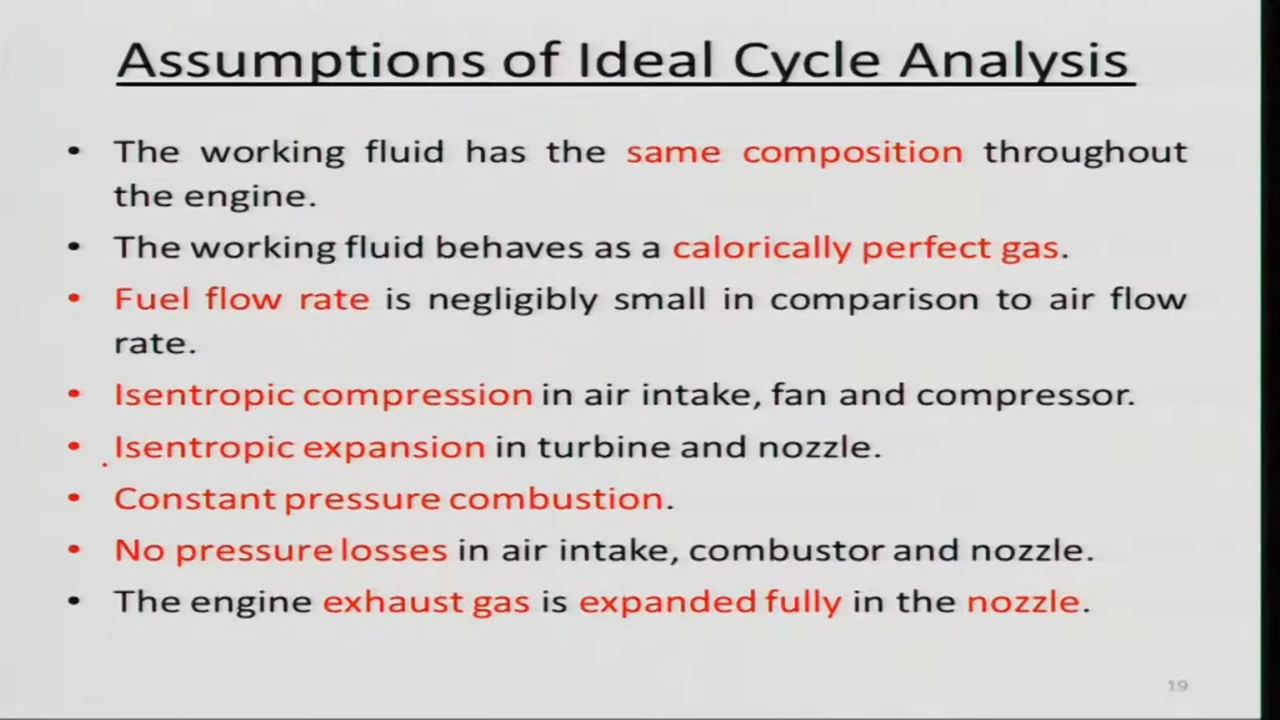 Assumptions of Ideal Cycle Analysis
• The working fluid has the same composition throughout
the engine.
• The working fluid behaves as a calorically perfect gas.
• Fuel flow rate is negligibly small in comparison to air flow
rate.
• Isentropic compression in air intake, fan and compressor.
• Isentropic expansion in turbine and nozzle.
• Constant pressure combustion.
• No pressure losses in air intake, combustor and nozzle.
• The engine exhaust gas is expanded fully in the nozzle.
19